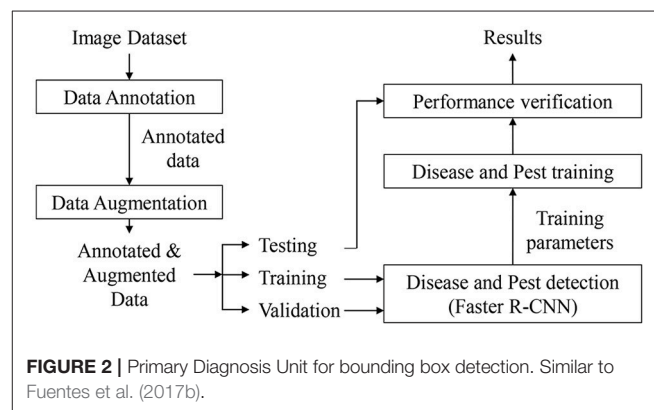 Image Dataset
Data Annotation
Annotated
data
Data Augmentation
Annotated &
Augmented
Data
Testing
Training
Validation
Results
Performance verification
Disease and Pest training
Training
parameters
Disease and Pest detection
(Faster R-CNN)
FIGURE 2 | Primary Diagnosis Unit for bounding box detection. Similar to
Fuentes et al. (2017b).